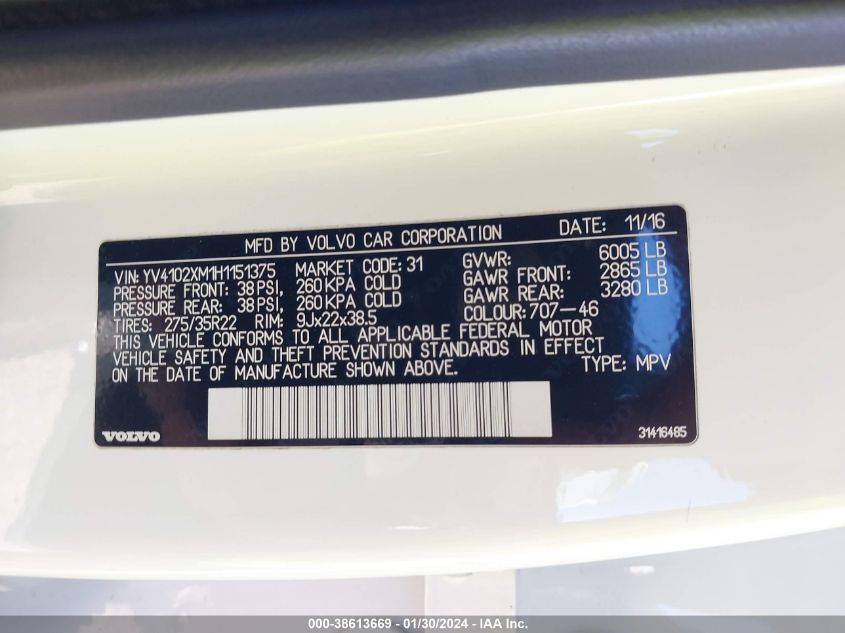 MFD BY VOLVO CAR CORPORATION DATE: 11/16
VIN: YV4102XM1H1151375 MARKET CODE: 31 GVWR: 6005 LB
PRESSURE FRONT: 38 PSI, 260 KPA COLD GAWR FRONT: 2865 LB
PRESSURE REAR: 38 PSI, 260 KPA COLD GAWR REAR: 3280 LB
TIRES: 275/35R22 RIM: 9Jx22x38.5 COLOUR: 707-46
THIS VEHICLE CONFORMS TO ALL APPLICABLE FEDERAL MOTOR
VEHICLE SAFETY AND THEFT PREVENTION STANDARDS IN EFFECT
ON THE DATE OF MANUFACTURE SHOWN ABOVE. TYPE: MPV
VOLVO 31416485
000-38613669 - 01/30/2024 - IAA Inc.